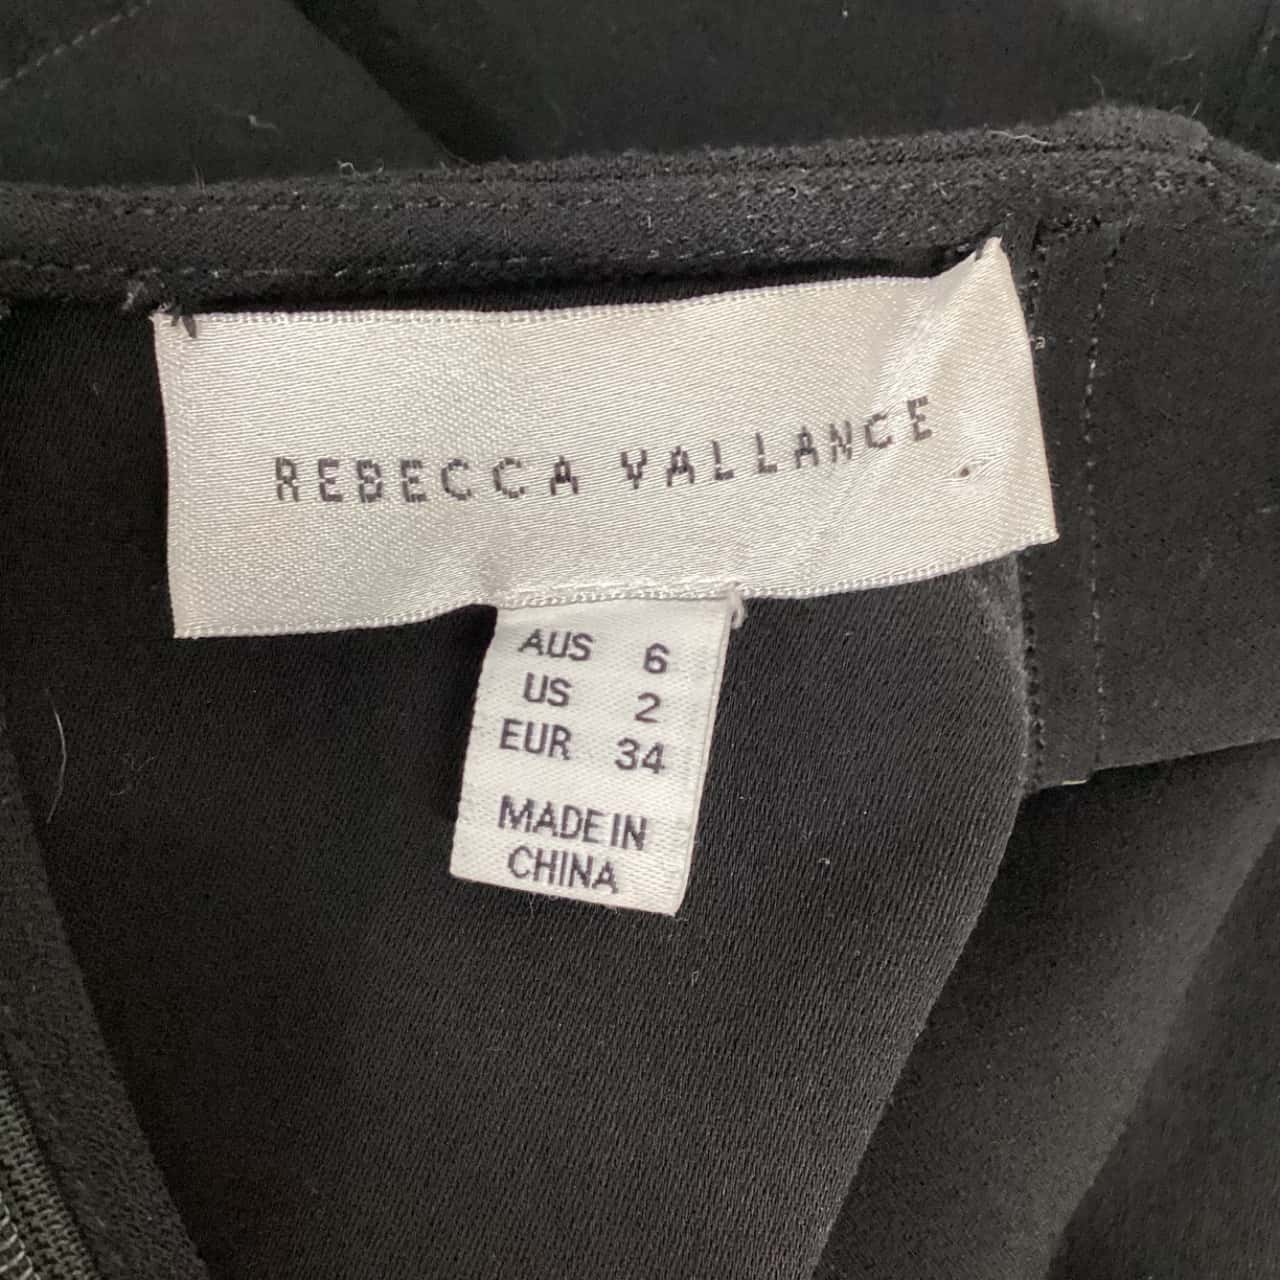 REBECCA VALLANCE
AUS 6
US 2
EUR 34
MADE IN
CHINA